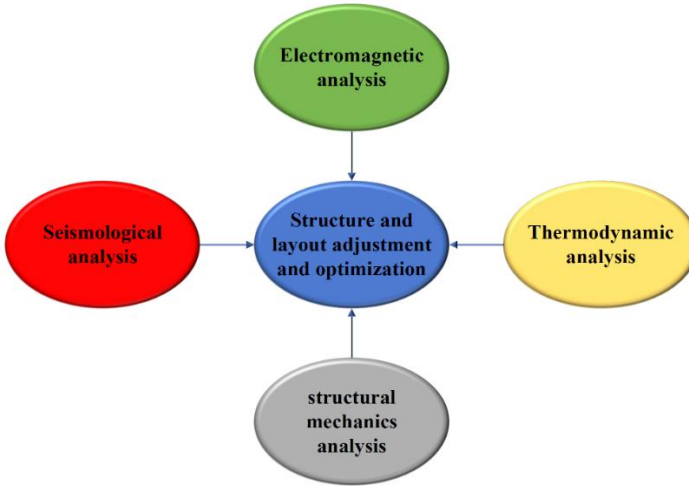 Electromagnetic
analysis
Seismological
analysis
Structure and
layout adjustment
and optimization
Thermodynamic
analysis
structural
mechanics
analysis